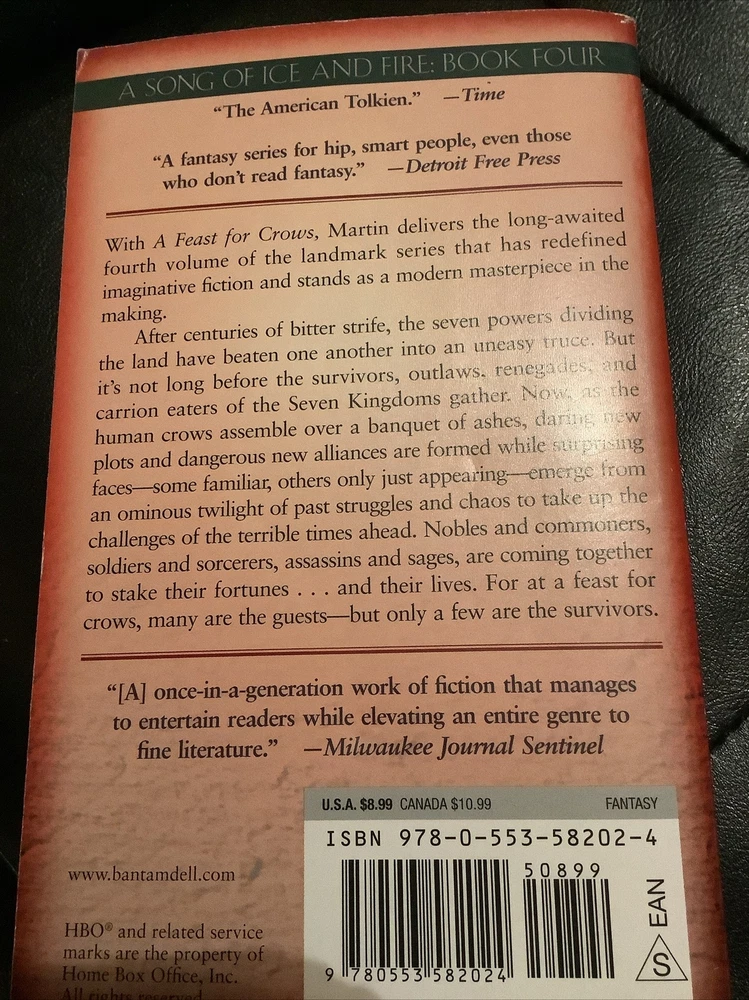 A SONG OF ICE AND FIRE: BOOK FOUR
“The American Tolkien.” —Time
“A fantasy series for hip, smart people, even those
who don’t read fantasy.” —Detroit Free Press
With A Feast for Crows, Martin delivers the long-awaited
fourth volume of the landmark series that has redefined
imaginative fiction and stands as a modern masterpiece in the
making.
After centuries of bitter strife, the seven powers dividing
the land have beaten one another into an uneasy truce. But
it’s not long before the survivors, outlaws, renegades, and
carrion eaters of the Seven Kingdoms gather. Now, as the
human crows assemble over a banquet of ashes, daring new
plots and dangerous new alliances are formed while surprising
faces—some familiar, others only just appearing—emerge from
an ominous twilight of past struggles and chaos to take up the
challenges of the terrible times ahead. Nobles and commoners,
soldiers and sorcerers, assassins and sages, are coming together
to stake their fortunes . . . and their lives. For at a feast for
crows, many are the guests—but only a few are the survivors.
“[A] once-in-a-generation work of fiction that manages
to entertain readers while elevating an entire genre to
fine literature.” —Milwaukee Journal Sentinel
U.S.A. $8.99 CANADA $10.99 FANTASY
ISBN 978-0-553-58202-4
50899
EAN
S
9 780553 582024
www.bantamdell.com
HBO® and related service
marks are the property of
Home Box Office, Inc.
All rights reserved